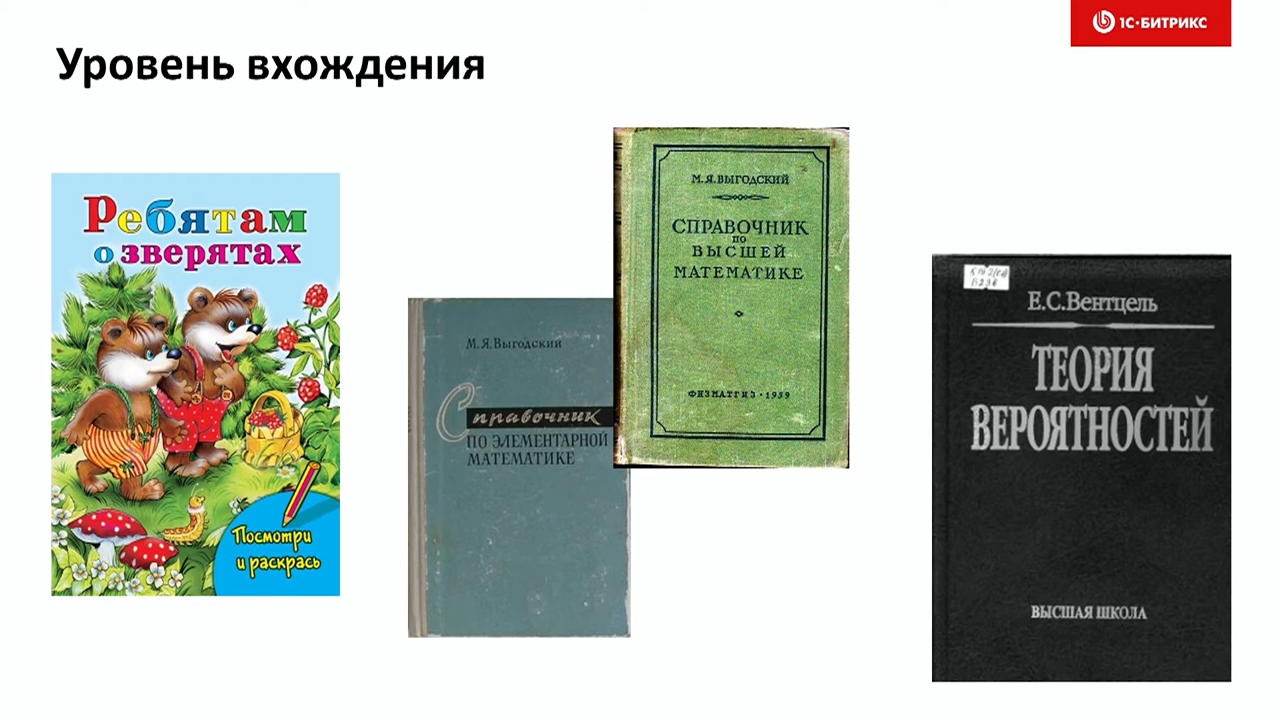 1С-БИТРИКС
Уровень вхождения
Ребятам
о зверятах
Посмотри
и раскрась
М. Я. Выгодский
Справочник
ПО ЭЛЕМЕНТАРНОЙ
МАТЕМАТИКЕ
М. Я. ВЫГОДСКИЙ
СПРАВОЧНИК
ПО
ВЫСШЕЙ
МАТЕМАТИКЕ
ФИЗМАТГИЗ · 1959
Е.С.Вентцель
ТЕОРИЯ
ВЕРОЯТНОСТЕЙ
ВЫСШАЯ ШКОЛА